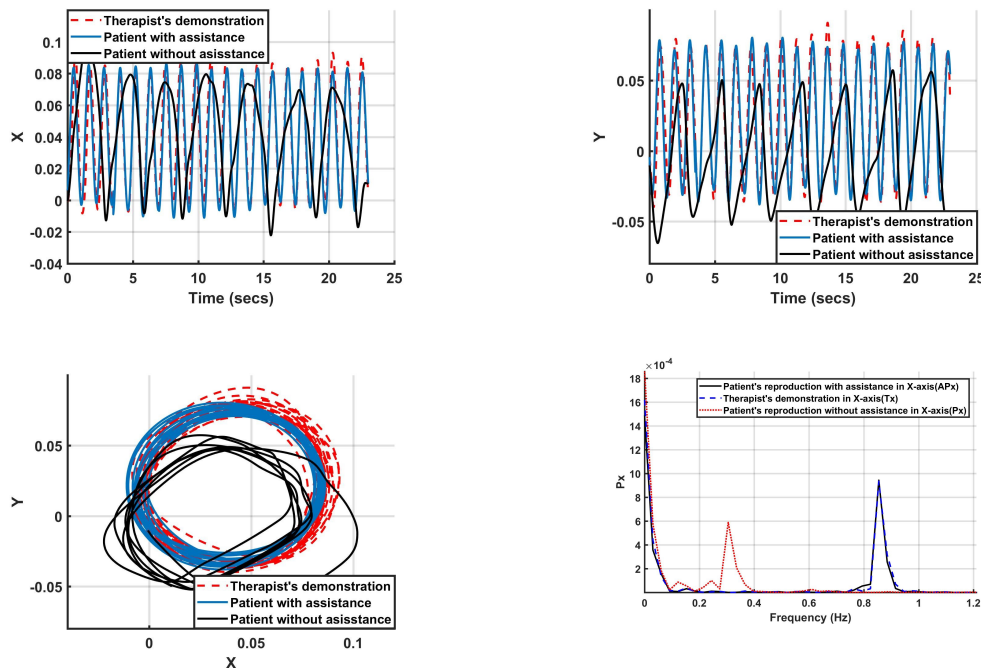 Therapist's demonstration
Patient with assistance
Patient without asisstance
0.1
0.08
0.06
0.04
0.02
0
-0.02
-0.04
X
0 5 10 15 20 25
Time (secs)
Y
0.05
0
-0.05
Therapist's demonstration
Patient with assistance
Patient without asisstance
0 5 10 15 20 25
Time (secs)
Y
0.05
0
-0.05
Therapist's demonstration
Patient with assistance
Patient without asisstance
0 0.05 0.1
X
×10-4
18
16
14
12
10
8
6
4
2
Px
Patient's reproduction with assistance in X-axis(APx)
Therapist's demonstration in X-axis(Tx)
Patient's reproduction without assistance in X-axis(Px)
0 0.2 0.4 0.6 0.8 1 1.2
Frequency (Hz)